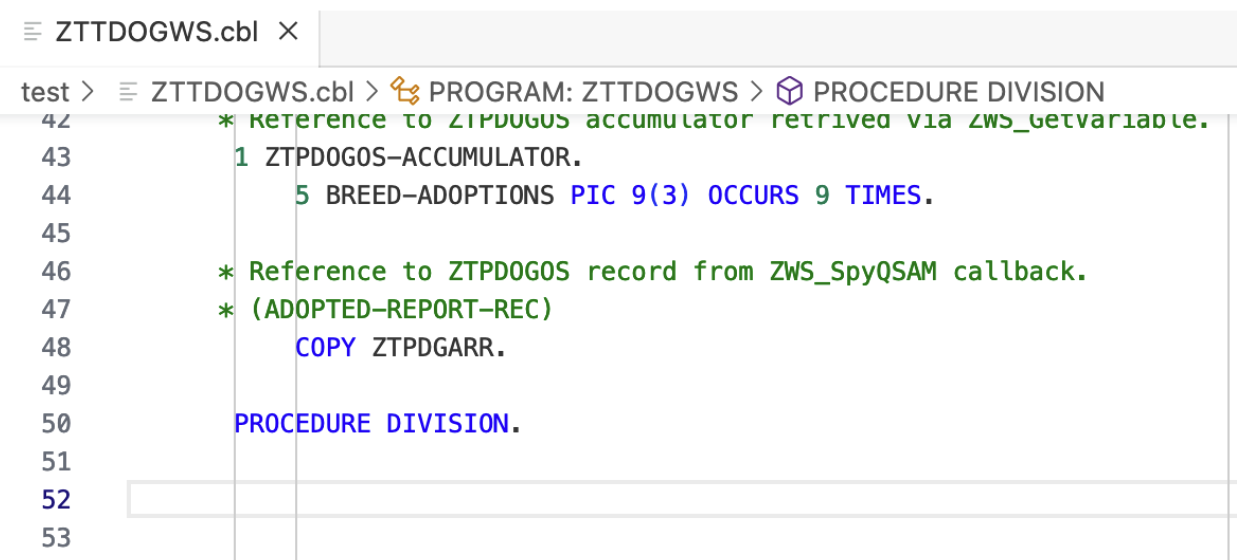 ZTTDOGWS.cbl ×
test > ZTTDOGWS.cbl > PROGRAM: ZTTDOGWS > PROCEDURE DIVISION
42 * Reference to ZTPDOGOS accumulator retrived via ZWS_GetVariable.
43 1 ZTPDOGOS-ACCUMULATOR.
44 5 BREED-ADOPTIONS PIC 9(3) OCCURS 9 TIMES.
45
46 * Reference to ZTPDOGOS record from ZWS_SpyQSAM callback.
47 * (ADOPTED-REPORT-REC)
48 COPY ZTPDGARR.
49
50 PROCEDURE DIVISION.
51
52
53